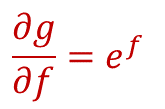 ∂g/∂f = e^f